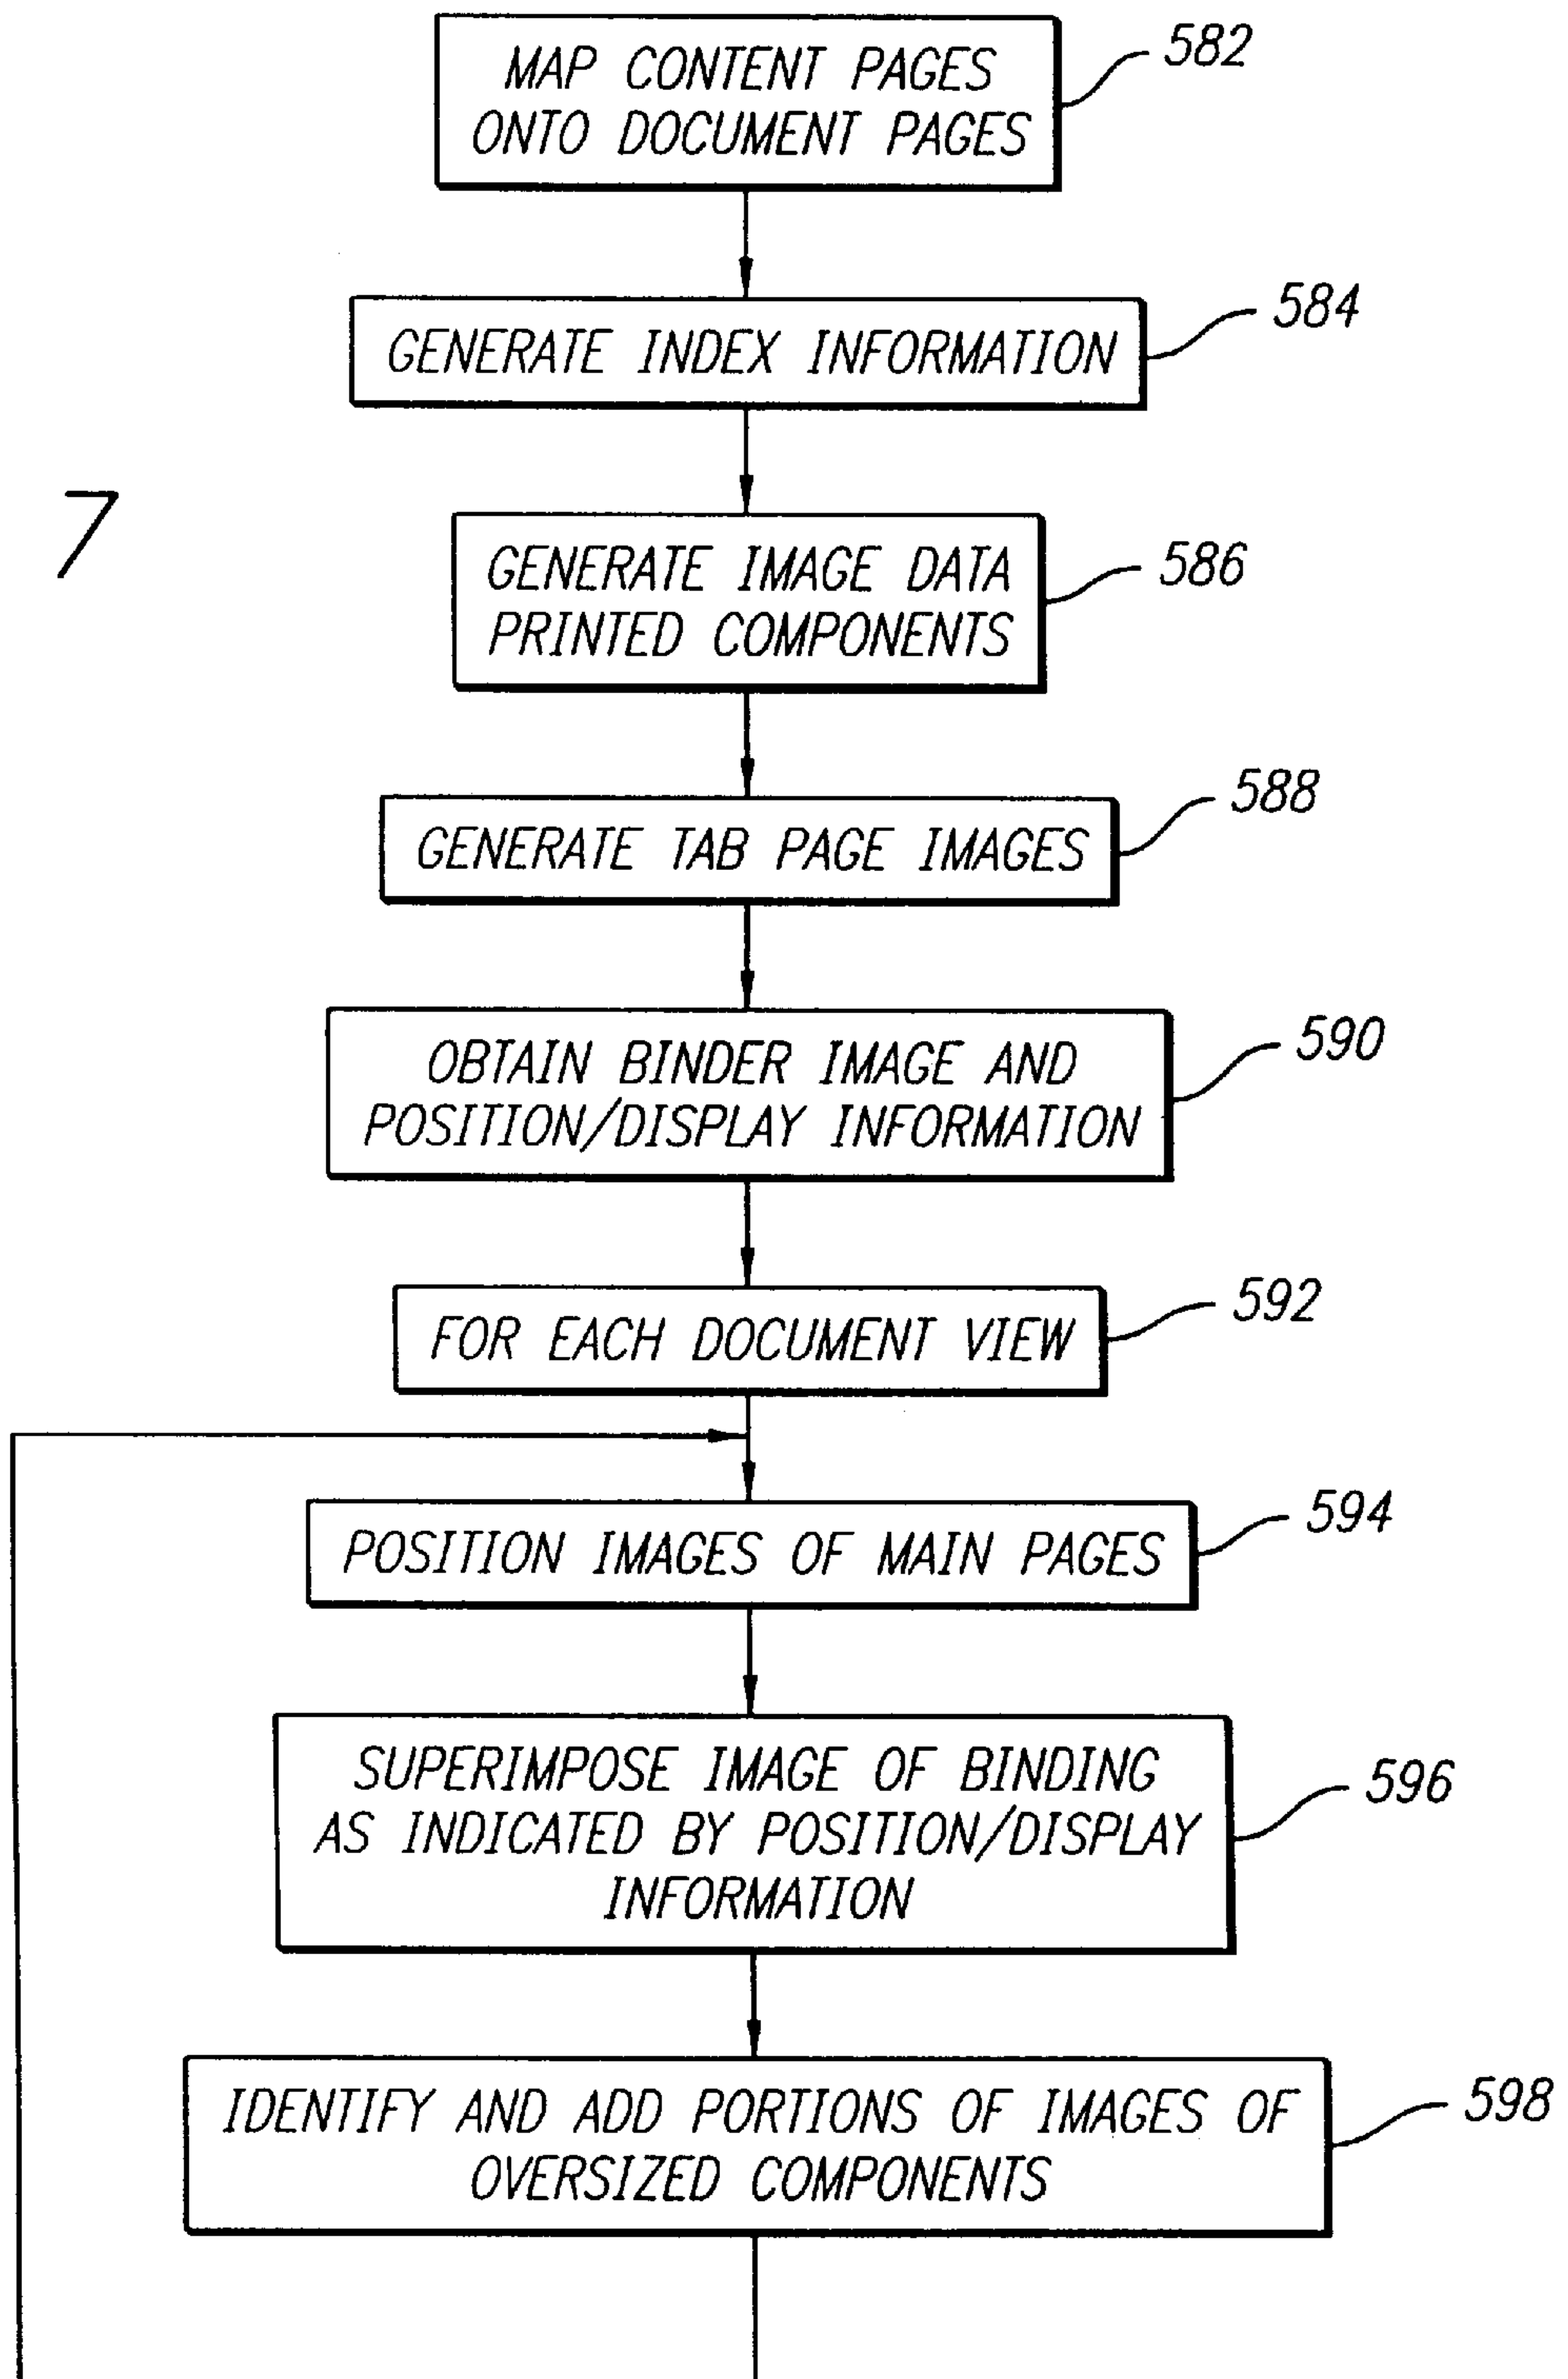 MAP CONTENT PAGES
ONTO DOCUMENT PAGES
582
GENERATE INDEX INFORMATION
584
7
GENERATE IMAGE DATA
PRINTED COMPONENTS
586
GENERATE TAB PAGE IMAGES
588
OBTAIN BINDER IMAGE AND
POSITION/DISPLAY INFORMATION
590
FOR EACH DOCUMENT VIEW
592
POSITION IMAGES OF MAIN PAGES
594
SUPERIMPOSE IMAGE OF BINDING
AS INDICATED BY POSITION/DISPLAY
INFORMATION
596
IDENTIFY AND ADD PORTIONS OF IMAGES OF
OVERSIZED COMPONENTS
598